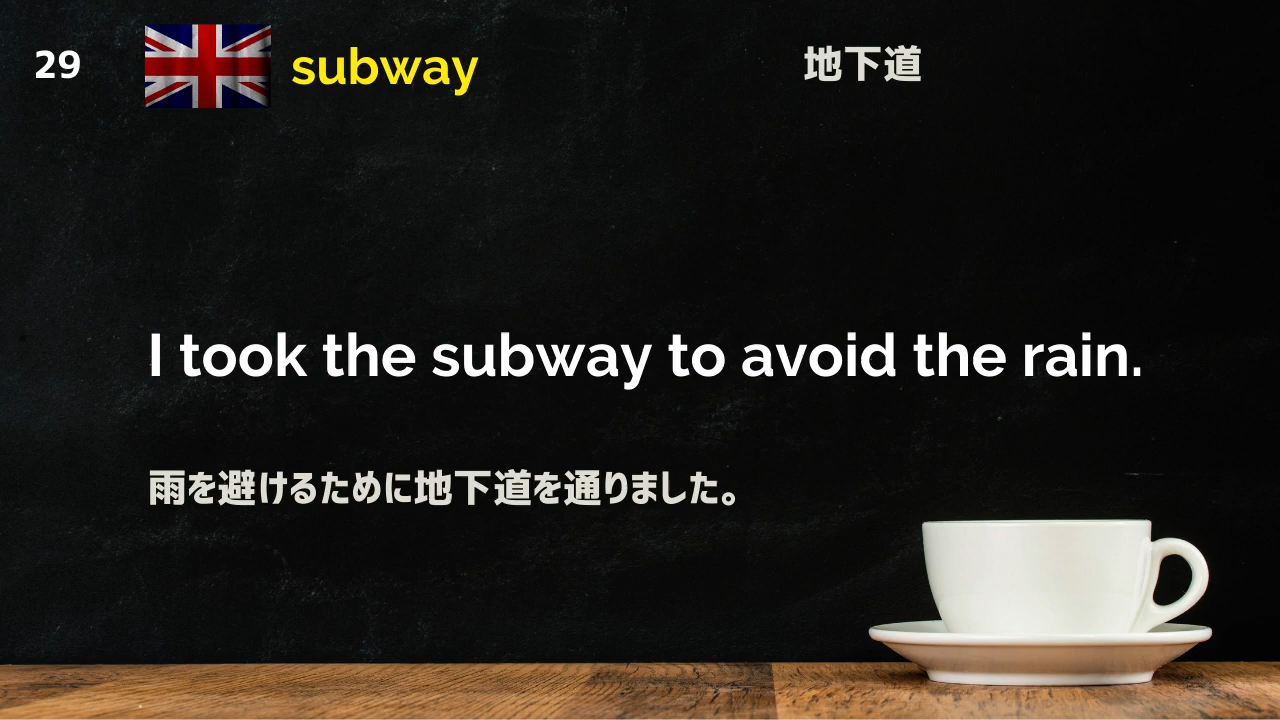 29
subway
地下道
I took the subway to avoid the rain.
雨を避けるために地下道を通りました。